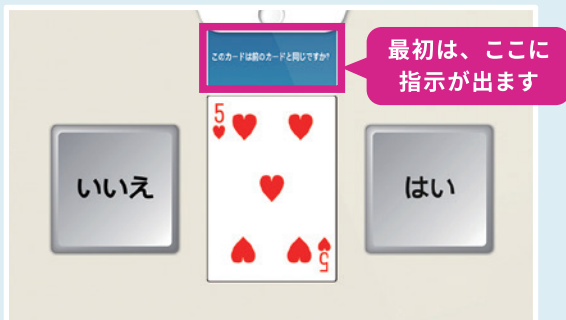 このカードは前のカードと同じですか?
最初は、ここに
指示が出ます
5
いいえ
はい
5